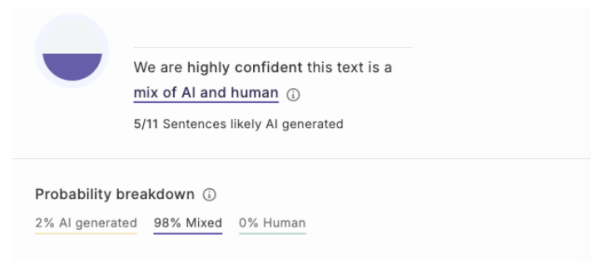 We are highly confident this text is a
mix of AI and human
5/11 Sentences likely AI generated
Probability breakdown
2% AI generated 98% Mixed 0% Human